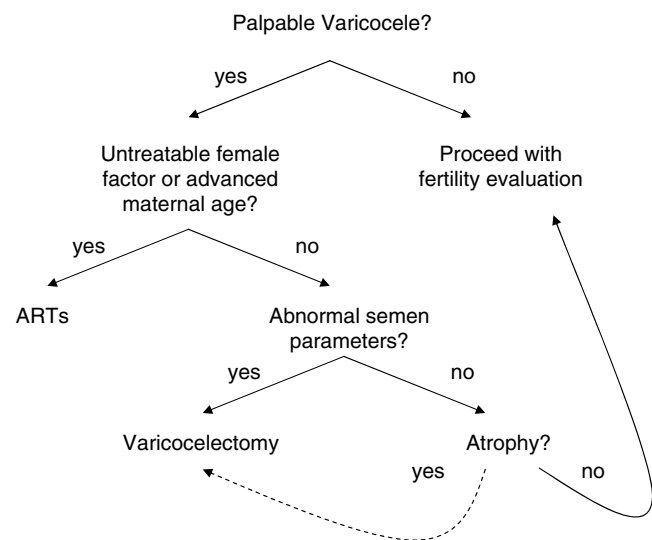 Palpable Varicocele?
yes
no
Untreatable female
factor or advanced
maternal age?
Proceed with
fertility evaluation
yes
no
ARTs
Abnormal semen
parameters?
yes
no
Varicocelectomy
Atrophy?
yes
no